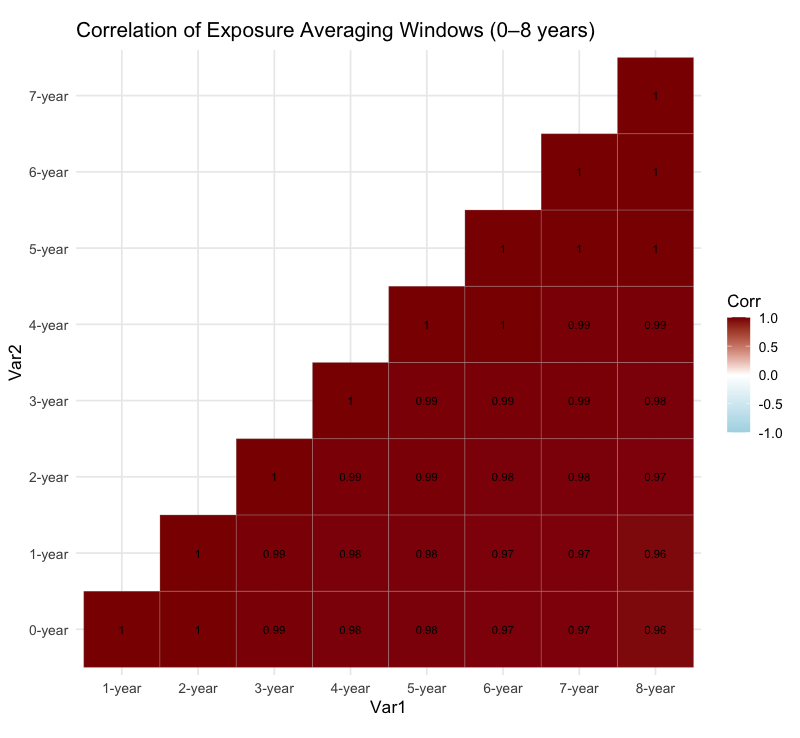 Correlation of Exposure Averaging Windows (0–8 years)
Var2
7-year 1
6-year 1 1
5-year 1 1 1
4-year 1 1 0.99 0.99
3-year 1 0.99 0.99 0.99 0.98
2-year 1 0.99 0.99 0.98 0.98 0.97
1-year 1 0.99 0.98 0.98 0.97 0.97 0.96
0-year 1 1 0.99 0.98 0.98 0.97 0.97 0.96
1-year 2-year 3-year 4-year 5-year 6-year 7-year 8-year
Var1
Corr
1.0
0.5
0.0
-0.5
-1.0